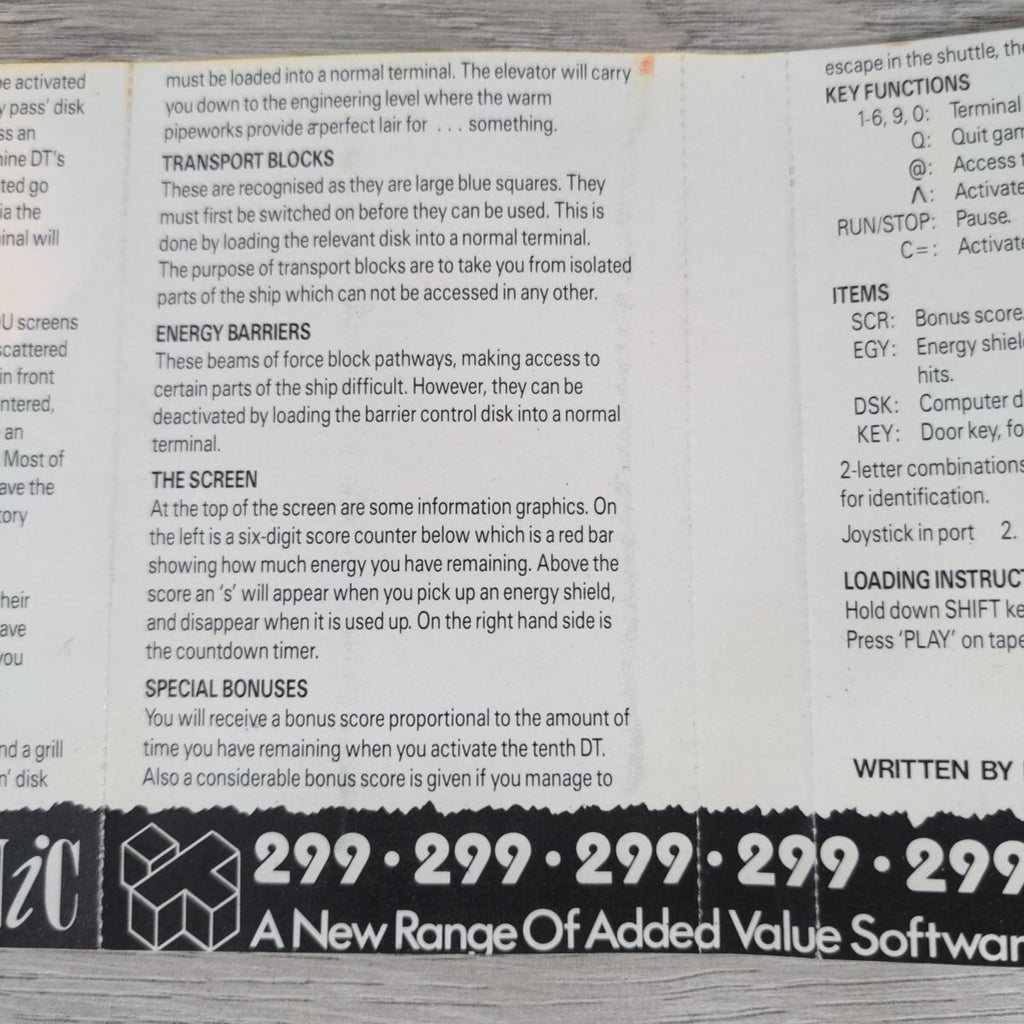 be activated
y pass' disk
ss an
hine DT's
ted go
ia the
inal will
U screens
scattered
in front
ntered,
an
Most of
ave the
tory
heir
ave
you
nd a grill
n' disk
must be loaded into a normal terminal. The elevator will carry
you down to the engineering level where the warm
pipeworks provide a perfect lair for ... something.
TRANSPORT BLOCKS
These are recognised as they are large blue squares. They
must first be switched on before they can be used. This is
done by loading the relevant disk into a normal terminal.
The purpose of transport blocks are to take you from isolated
parts of the ship which can not be accessed in any other.
ENERGY BARRIERS
These beams of force block pathways, making access to
certain parts of the ship difficult. However, they can be
deactivated by loading the barrier control disk into a normal
terminal.
THE SCREEN
At the top of the screen are some information graphics. On
the left is a six-digit score counter below which is a red bar
showing how much energy you have remaining. Above the
score an 's' will appear when you pick up an energy shield,
and disappear when it is used up. On the right hand side is
the countdown timer.
SPECIAL BONUSES
You will receive a bonus score proportional to the amount of
time you have remaining when you activate the tenth DT.
Also a considerable bonus score is given if you manage to
escape in the shuttle, the
KEY FUNCTIONS
1-6, 9, 0: Terminal
Q: Quit gam
@: Access t
Λ: Activate
RUN/STOP: Pause.
C=: Activate
ITEMS
SCR: Bonus score.
EGY: Energy shiel
hits.
DSK: Computer d
KEY: Door key, fo
2-letter combinations
for identification.
Joystick in port 2.
LOADING INSTRUCT
Hold down SHIFT ke
Press 'PLAY' on tape
WRITTEN BY
iC
299 · 299 · 299 · 299 · 299
A New Range Of Added Value Softwar